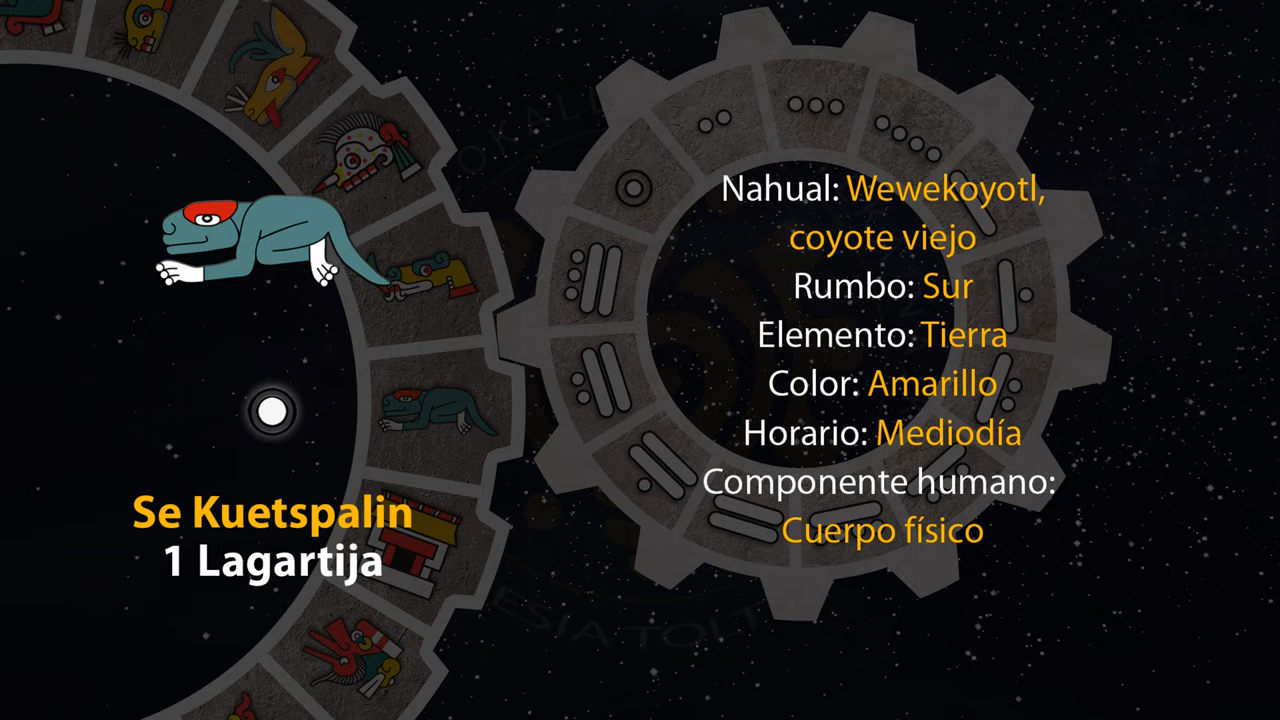 Se Kuetspalin
1 Lagartija
Nahual: Wewekoyotl,
coyote viejo
Rumbo: Sur
Elemento: Tierra
Color: Amarillo
Horario: Mediodía
Componente humano:
Cuerpo físico